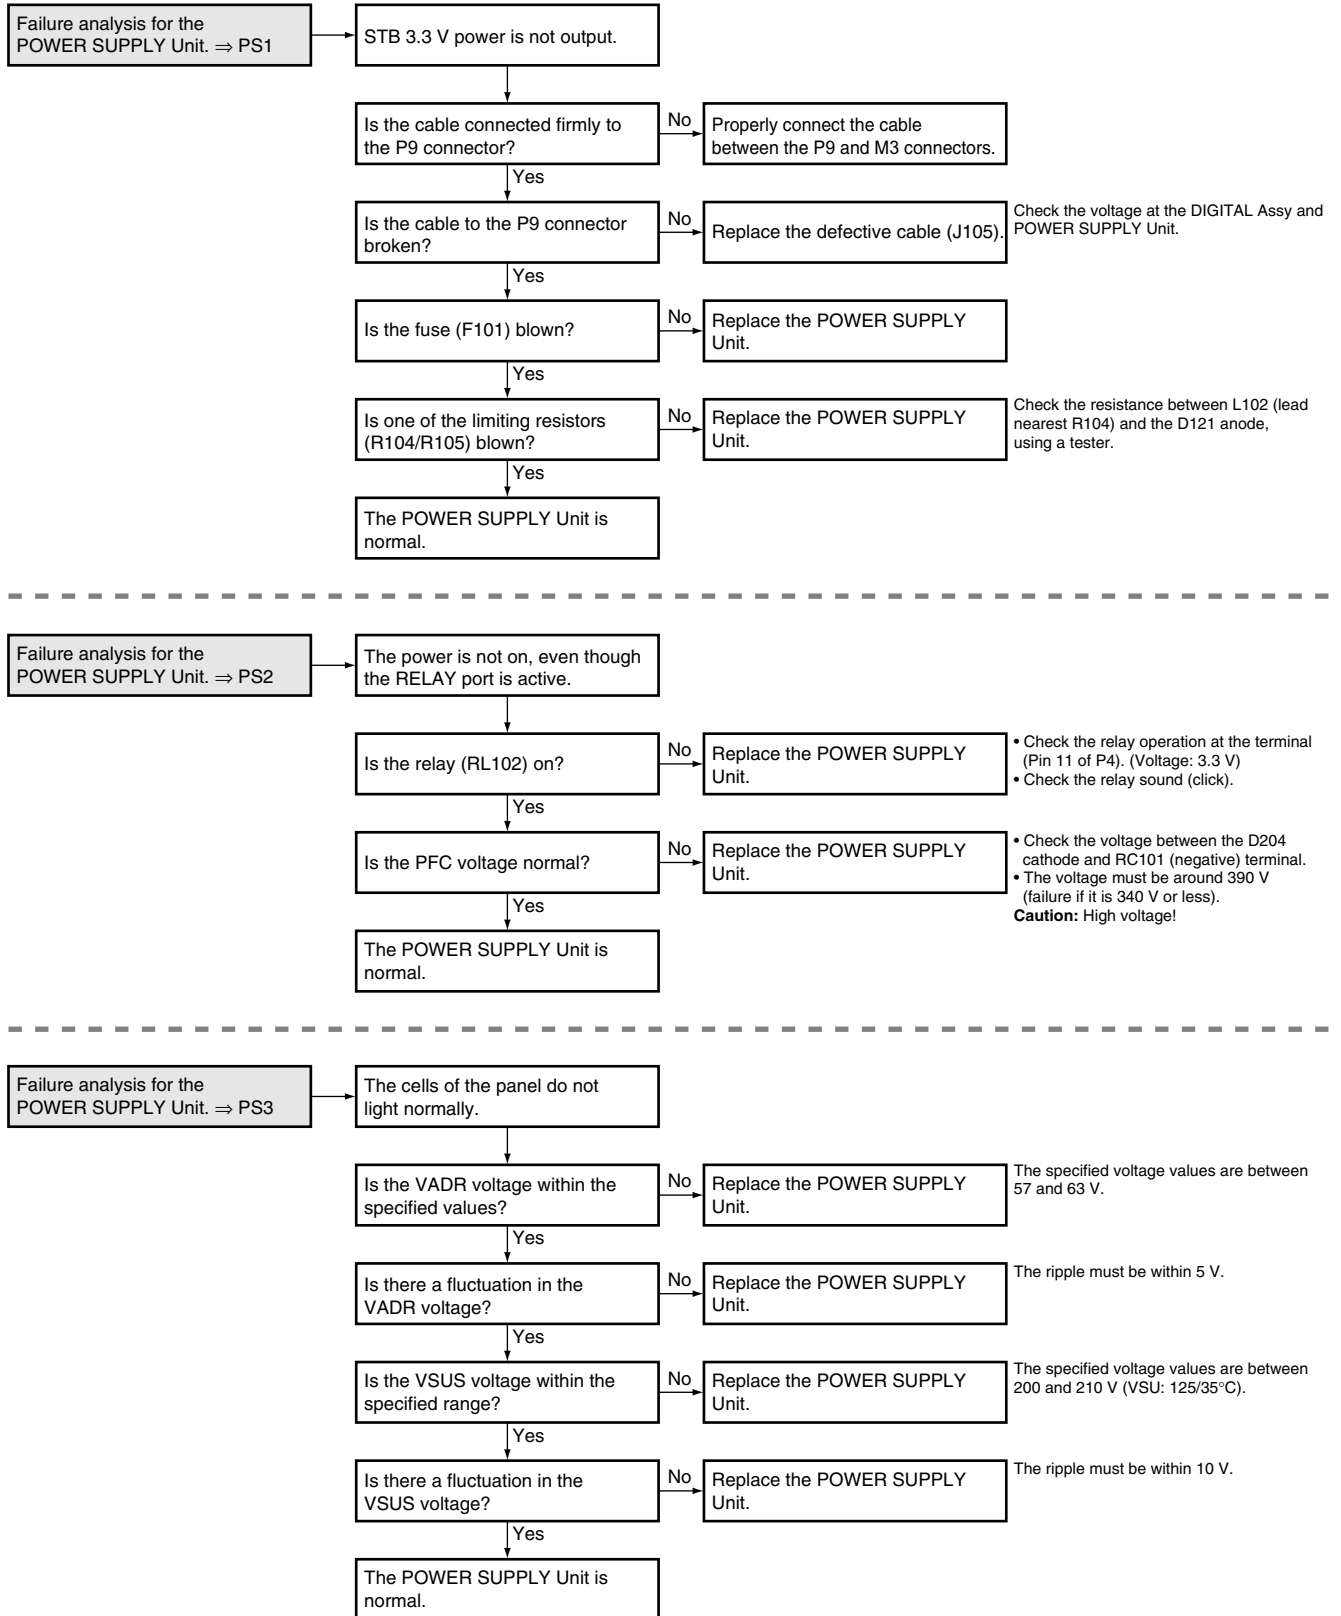 Failure analysis for the
POWER SUPPLY Unit. ⇒ PS1
STB 3.3 V power is not output.
Is the cable connected firmly to
the P9 connector?
No
Properly connect the cable
between the P9 and M3 connectors.
Yes
Is the cable to the P9 connector
broken?
No
Replace the defective cable (J105).
Check the voltage at the DIGITAL Assy and
POWER SUPPLY Unit.
Yes
Is the fuse (F101) blown?
No
Replace the POWER SUPPLY
Unit.
Yes
Is one of the limiting resistors
(R104/R105) blown?
No
Replace the POWER SUPPLY
Unit.
Check the resistance between L102 (lead
nearest R104) and the D121 anode,
using a tester.
Yes
The POWER SUPPLY Unit is
normal.
Failure analysis for the
POWER SUPPLY Unit. ⇒ PS2
The power is not on, even though
the RELAY port is active.
Is the relay (RL102) on?
No
Replace the POWER SUPPLY
Unit.
• Check the relay operation at the terminal
(Pin 11 of P4). (Voltage: 3.3 V)
• Check the relay sound (click).
Yes
Is the PFC voltage normal?
No
Replace the POWER SUPPLY
Unit.
• Check the voltage between the D204
cathode and RC101 (negative) terminal.
• The voltage must be around 390 V
(failure if it is 340 V or less).
Caution: High voltage!
Yes
The POWER SUPPLY Unit is
normal.
Failure analysis for the
POWER SUPPLY Unit. ⇒ PS3
The cells of the panel do not
light normally.
Is the VADR voltage within the
specified values?
No
Replace the POWER SUPPLY
Unit.
The specified voltage values are between
57 and 63 V.
Yes
Is there a fluctuation in the
VADR voltage?
No
Replace the POWER SUPPLY
Unit.
The ripple must be within 5 V.
Yes
Is the VSUS voltage within the
specified range?
No
Replace the POWER SUPPLY
Unit.
The specified voltage values are between
200 and 210 V (VSU: 125/35°C).
Yes
Is there a fluctuation in the
VSUS voltage?
No
Replace the POWER SUPPLY
Unit.
The ripple must be within 10 V.
Yes
The POWER SUPPLY Unit is
normal.